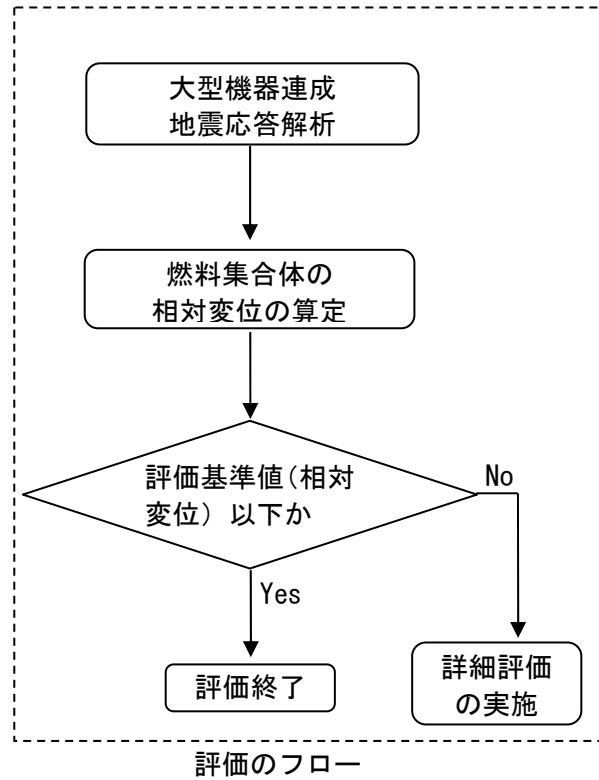 大型機器連成
地震応答解析
燃料集合体の
相対変位の算定
評価基準値(相対
変位) 以下か
No
Yes
評価終了
詳細評価
の実施
評価のフロー